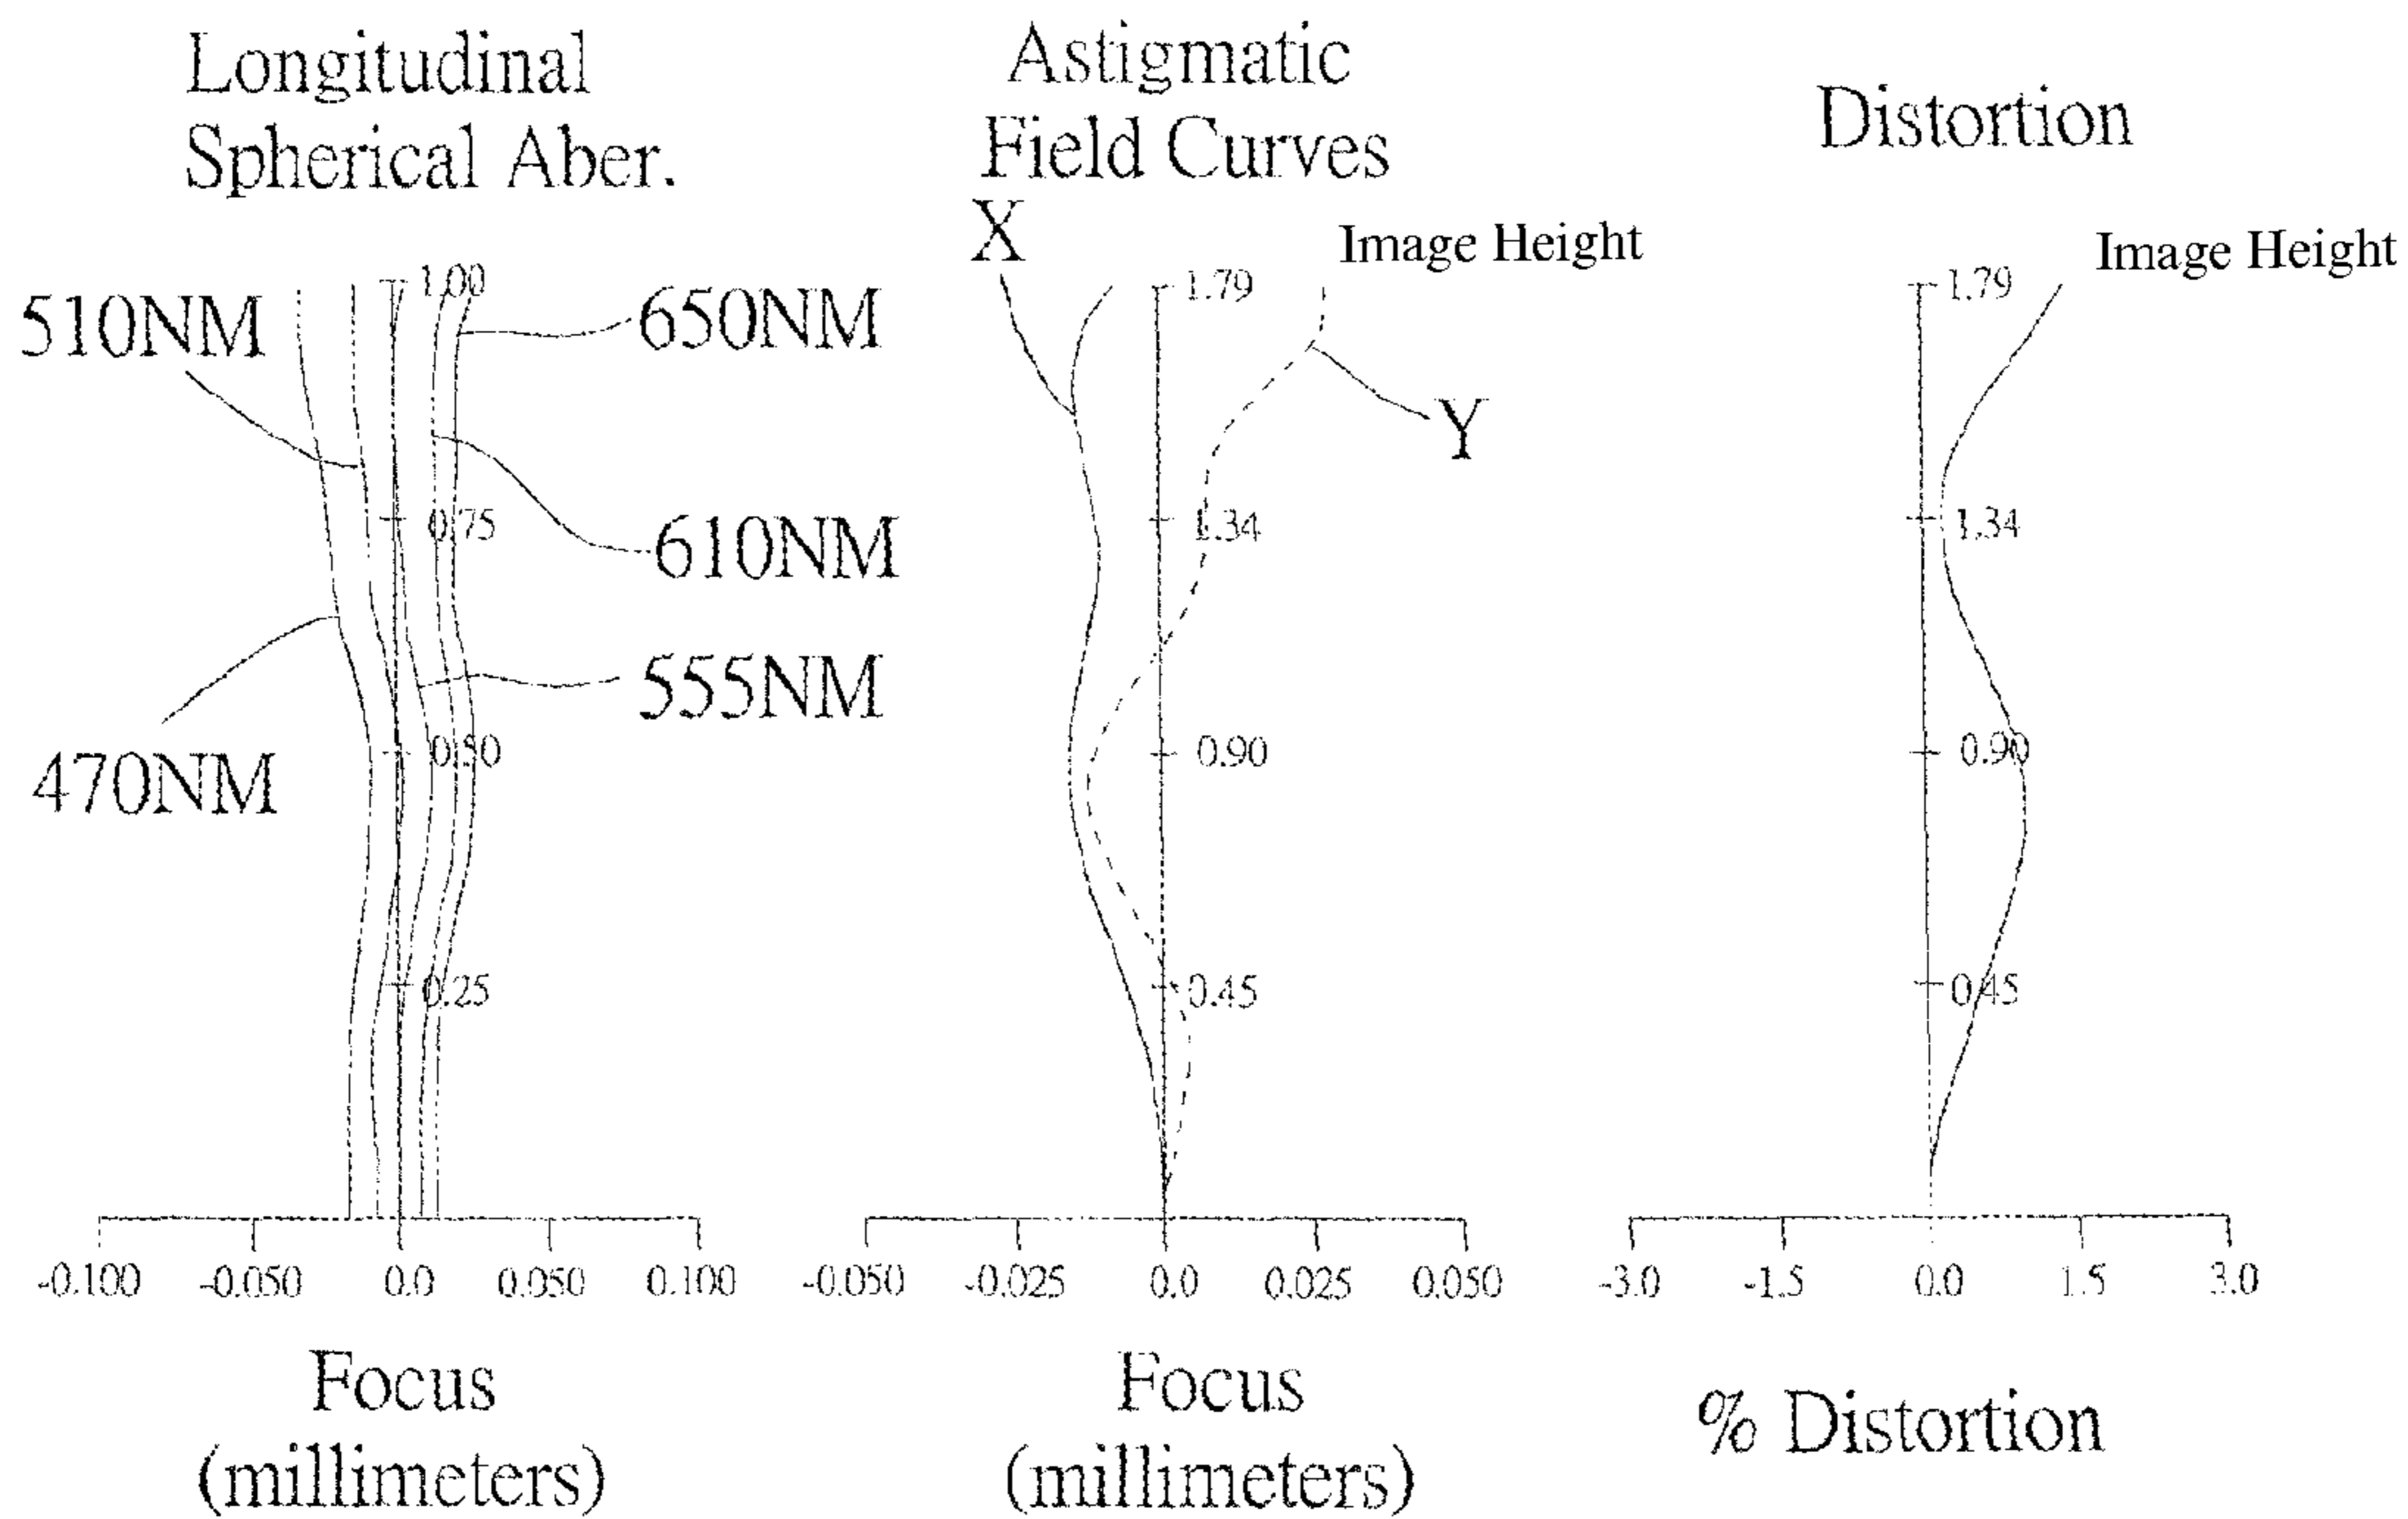 Longitudinal
Spherical Aber.
510NM
1.00
650NM
0.75
610NM
555NM
0.50
470NM
0.25
-0.100 -0.050 0.0 0.050 0.100
Focus
(millimeters)
Astigmatic
Field Curves
X
Image Height
1.79
Y
1.34
0.90
0.45
-0.050 -0.025 0.0 0.025 0.050
Focus
(millimeters)
Distortion
Image Height
1.79
1.34
0.90
0.45
-3.0 -1.5 0.0 1.5 3.0
% Distortion